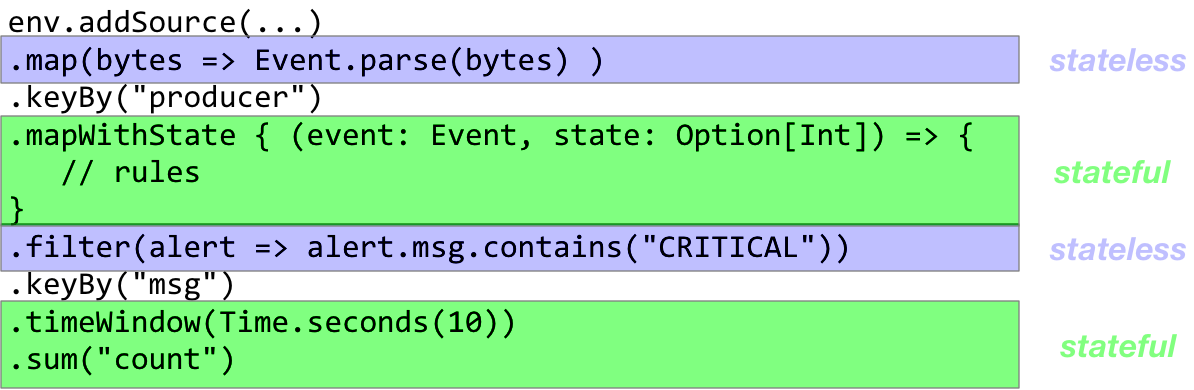 env.addSource(...)
.map(bytes => Event.parse(bytes) ) stateless
.keyBy("producer")
.mapWithState { (event: Event, state: Option[Int]) => {
// rules stateful
}
.filter(alert => alert.msg.contains("CRITICAL")) stateless
.keyBy("msg")
.timeWindow(Time.seconds(10))
.sum("count") stateful